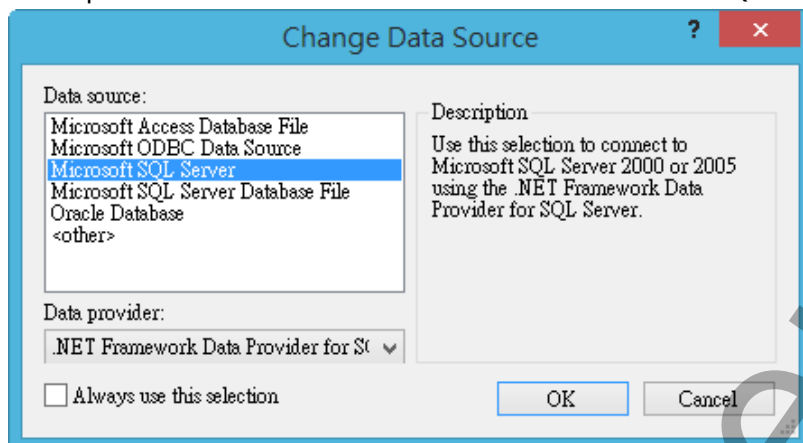 Change Data Source
?
×
Data source:
Microsoft Access Database File
Microsoft ODBC Data Source
Microsoft SQL Server
Microsoft SQL Server Database File
Oracle Database
<other>
Description
Use this selection to connect to
Microsoft SQL Server 2000 or 2005
using the .NET Framework Data
Provider for SQL Server.
Data provider:
.NET Framework Data Provider for
Always use this selection
OK
Cancel